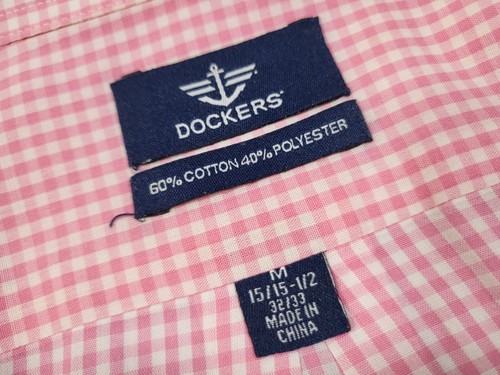 DOCKERS®
60% COTTON 40% POLYESTER
M
15/15-1/2
32/33
MADE IN
CHINA